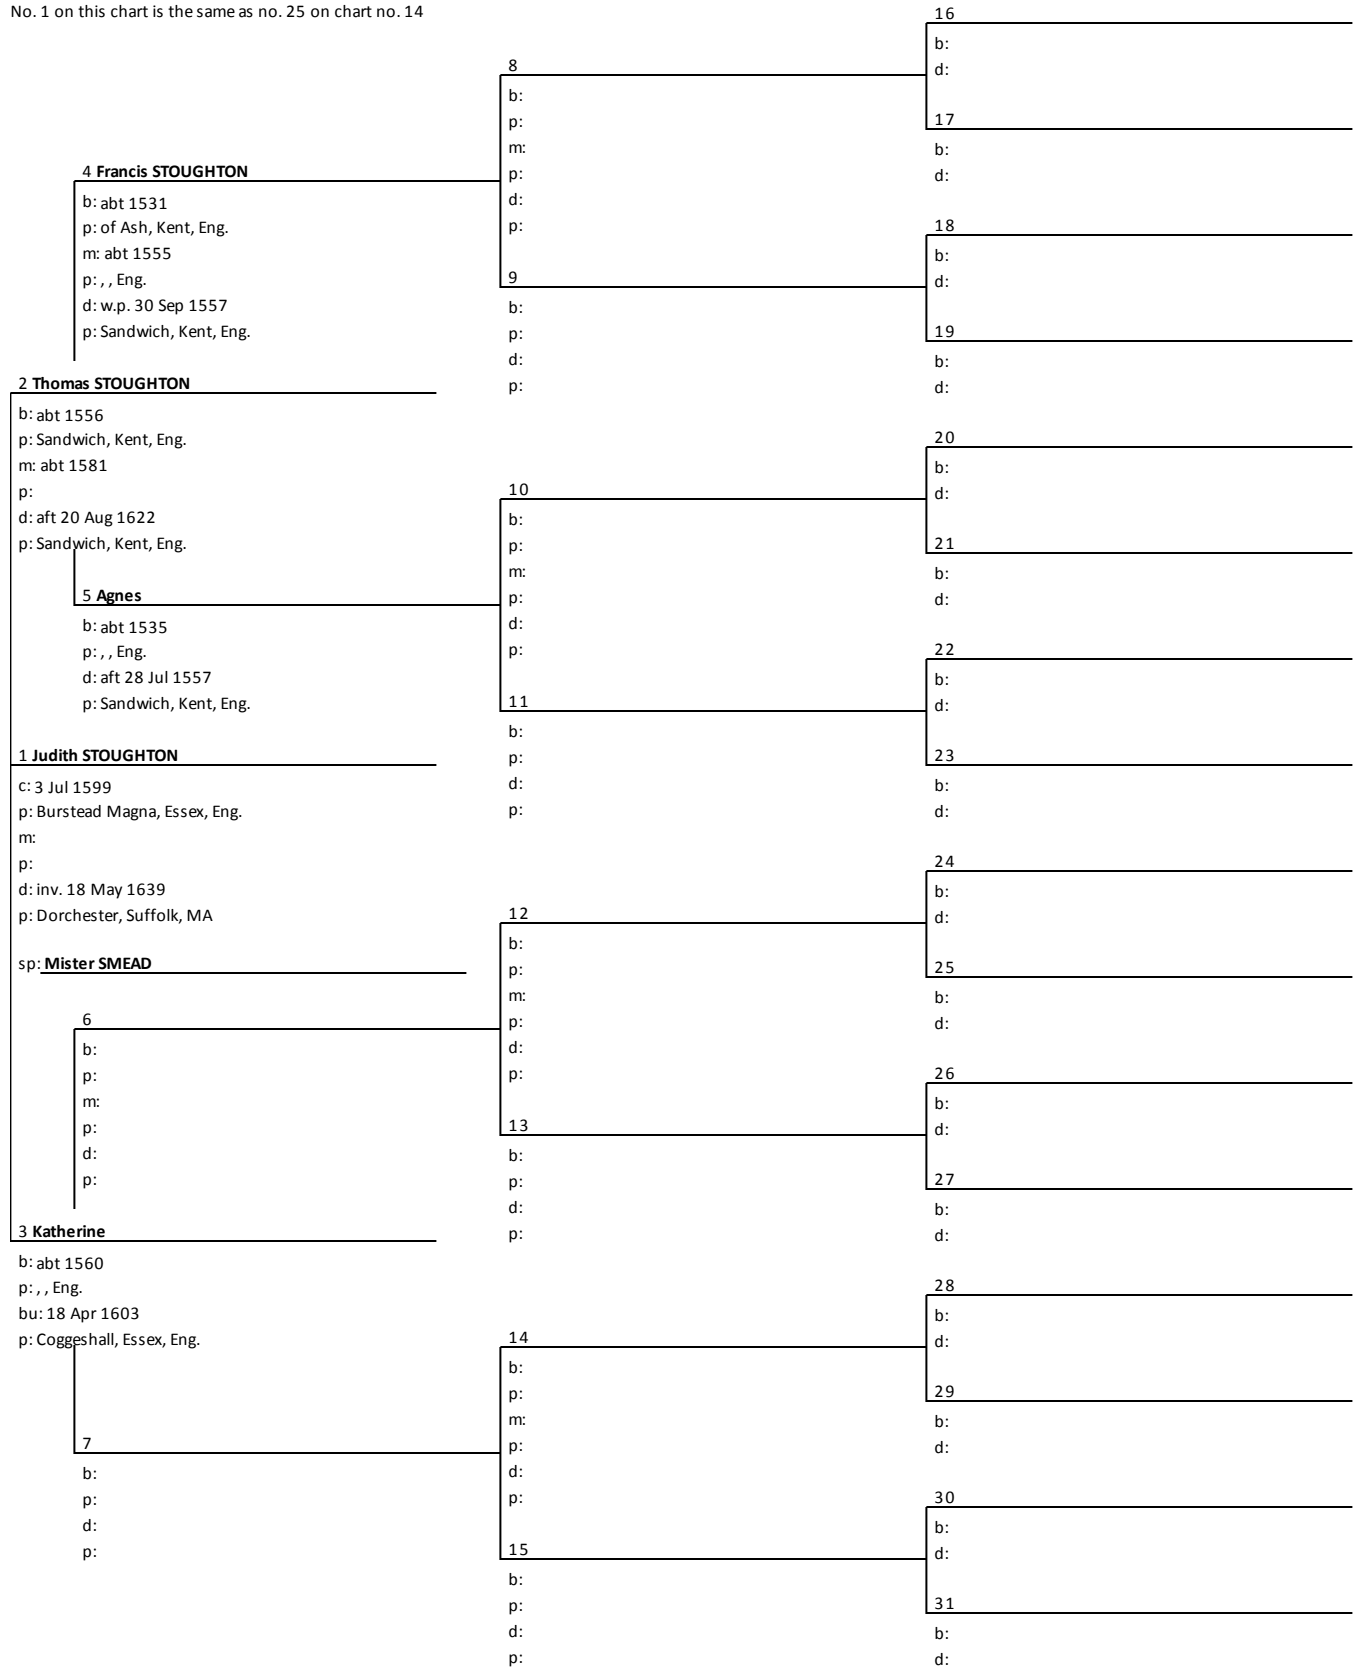 No. 1 on this chart is the same as no. 25 on chart no. 14
4 Francis STOUGHTON
b: abt 1531
p: of Ash, Kent, Eng.
m: abt 1555
p: , , Eng.
d: w.p. 30 Sep 1557
p: Sandwich, Kent, Eng.
2 Thomas STOUGHTON
b: abt 1556
p: Sandwich, Kent, Eng.
m: abt 1581
p:
d: aft 20 Aug 1622
p: Sandwich, Kent, Eng.
5 Agnes
b: abt 1535
p: , , Eng.
d: aft 28 Jul 1557
p: Sandwich, Kent, Eng.
1 Judith STOUGHTON
c: 3 Jul 1599
p: Burstead Magna, Essex, Eng.
m:
p:
d: inv. 18 May 1639
p: Dorchester, Suffolk, MA
sp: Mister SMEAD
6
b:
p:
m:
p:
d:
p:
3 Katherine
b: abt 1560
p: , , Eng.
bu: 18 Apr 1603
p: Coggeshall, Essex, Eng.
7
b:
p:
d:
p:
8
b:
p:
m:
p:
d:
p:
9
b:
p:
d:
p:
10
b:
p:
m:
p:
d:
p:
11
b:
p:
d:
p:
12
b:
p:
m:
p:
d:
p:
13
b:
p:
d:
p:
14
b:
p:
m:
p:
d:
p:
15
b:
p:
d:
p:
16
b:
d:
17
b:
d:
18
b:
d:
19
b:
d:
20
b:
d:
21
b:
d:
22
b:
d:
23
b:
d:
24
b:
d:
25
b:
d:
26
b:
d:
27
b:
d:
28
b:
d:
29
b:
d:
30
b:
d:
31
b:
d: